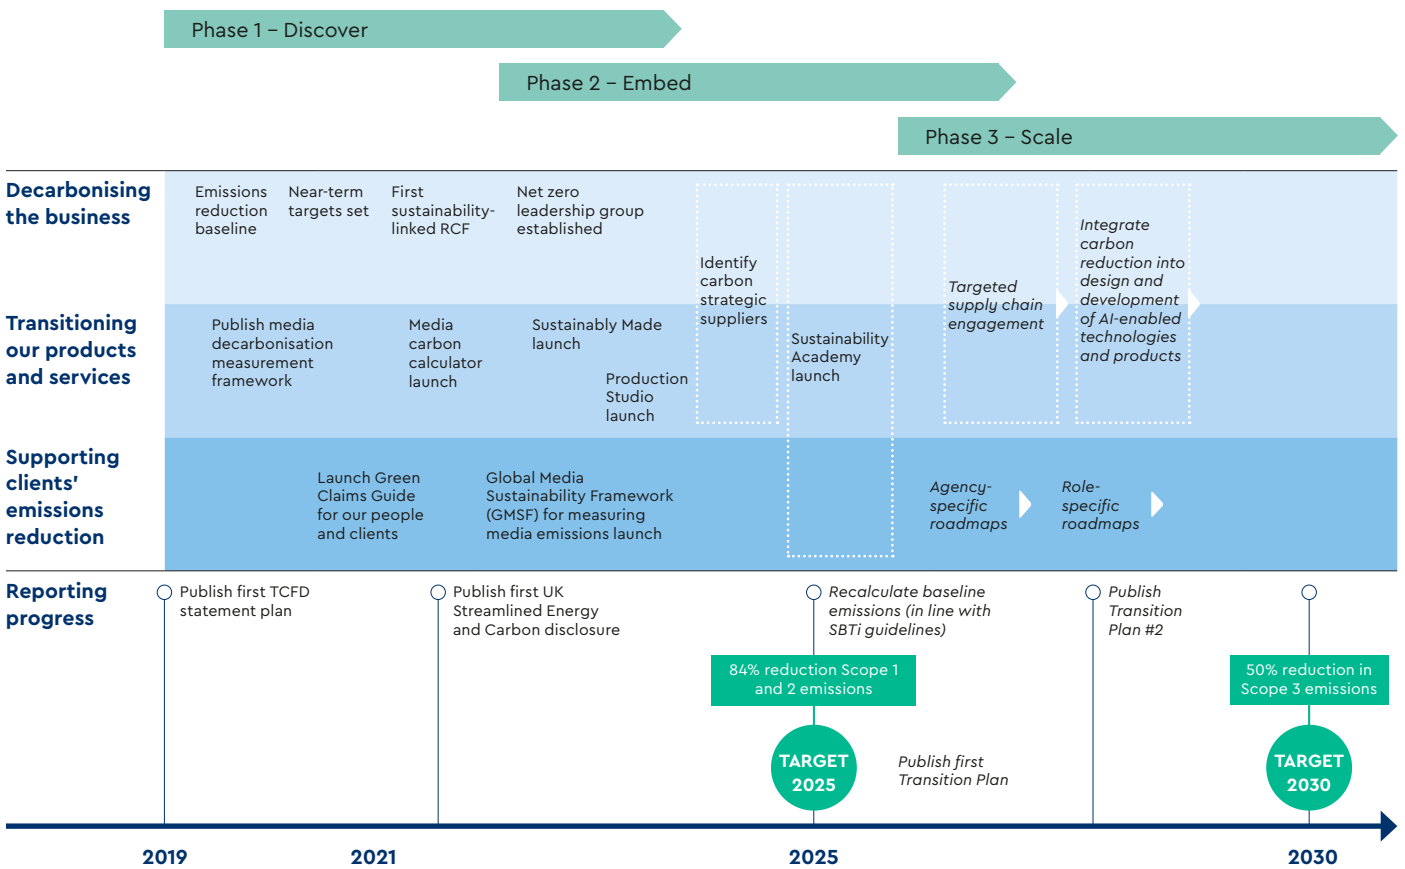 Phase 1 – Discover
Phase 2 – Embed
Phase 3 – Scale
Decarbonising
the business
Emissions
reduction
baseline
Near-term
targets set
First
sustainability-
linked RCF
Net zero
leadership group
established
Identify
carbon
strategic
suppliers
Targeted
supply chain
engagement
Integrate
carbon
reduction into
design and
development
of AI-enabled
technologies
and products
Transitioning
our products
and services
Publish media
decarbonisation
measurement
framework
Media
carbon
calculator
launch
Sustainably Made
launch
Production
Studio
launch
Sustainability
Academy
launch
Supporting
clients'
emissions
reduction
Launch Green
Claims Guide
for our people
and clients
Global Media
Sustainability Framework
(GMSF) for measuring
media emissions launch
Agency-
specific
roadmaps
Role-
specific
roadmaps
Reporting
progress
Publish first TCFD
statement plan
Publish first UK
Streamlined Energy
and Carbon disclosure
Recalculate baseline
emissions (in line with
SBTi guidelines)
Publish
Transition
Plan #2
84% reduction Scope 1
and 2 emissions
50% reduction in
Scope 3 emissions
TARGET
2025
Publish first
Transition Plan
TARGET
2030
2019
2021
2025
2030